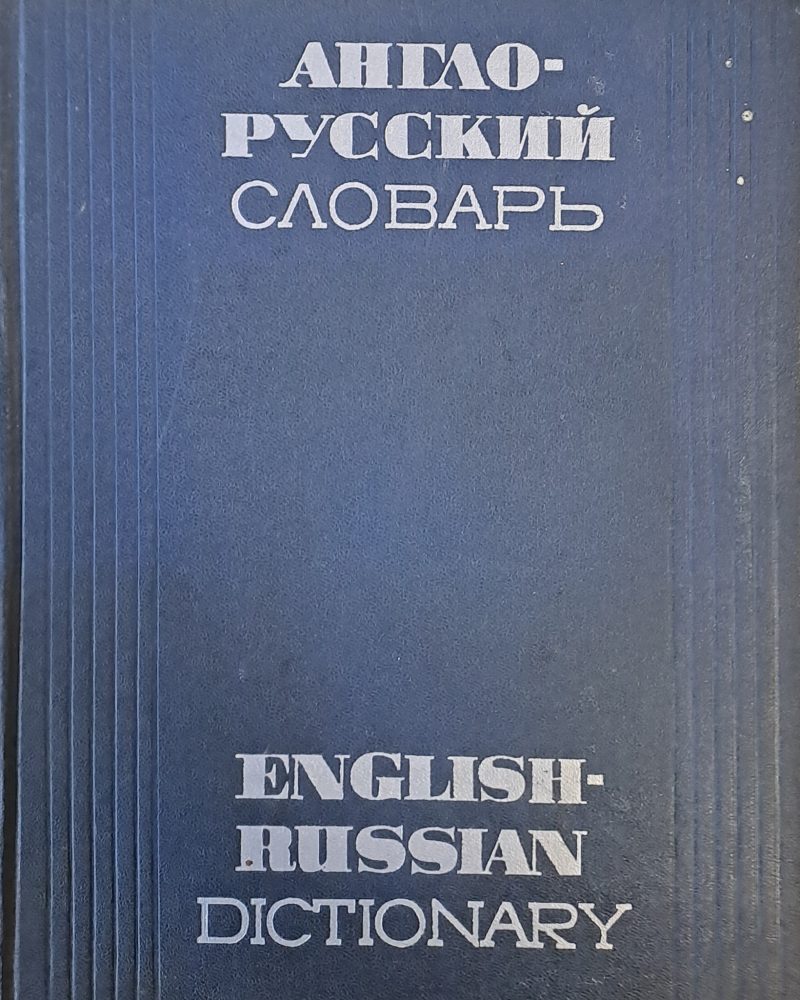 АНГЛО-
РУССКИЙ
СЛОВАРЬ
ENGLISH-
RUSSIAN
DICTIONARY